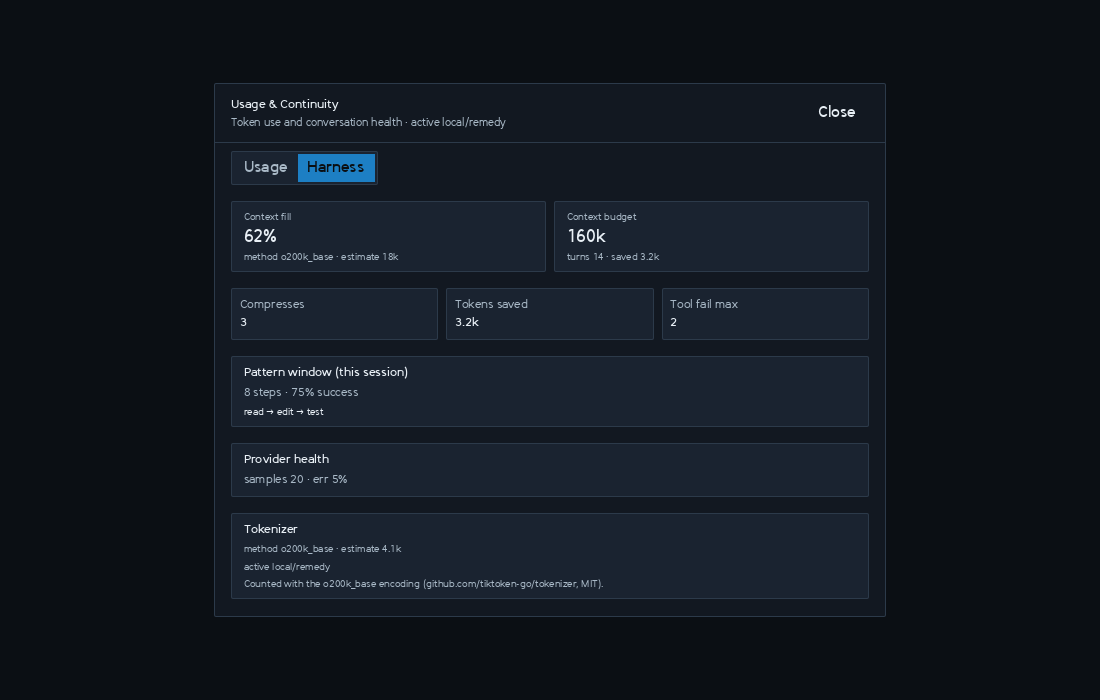 Usage & Continuity
Token use and conversation health · active local/remedy
Close
Usage
Harness
Context fill
62%
method o200k_base · estimate 18k
Context budget
160k
turns 14 · saved 3.2k
Compresses
3
Tokens saved
3.2k
Tool fail max
2
Pattern window (this session)
8 steps · 75% success
read → edit → test
Provider health
samples 20 · err 5%
Tokenizer
method o200k_base · estimate 4.1k
active local/remedy
Counted with the o200k_base encoding (github.com/tiktoken-go/tokenizer, MIT).